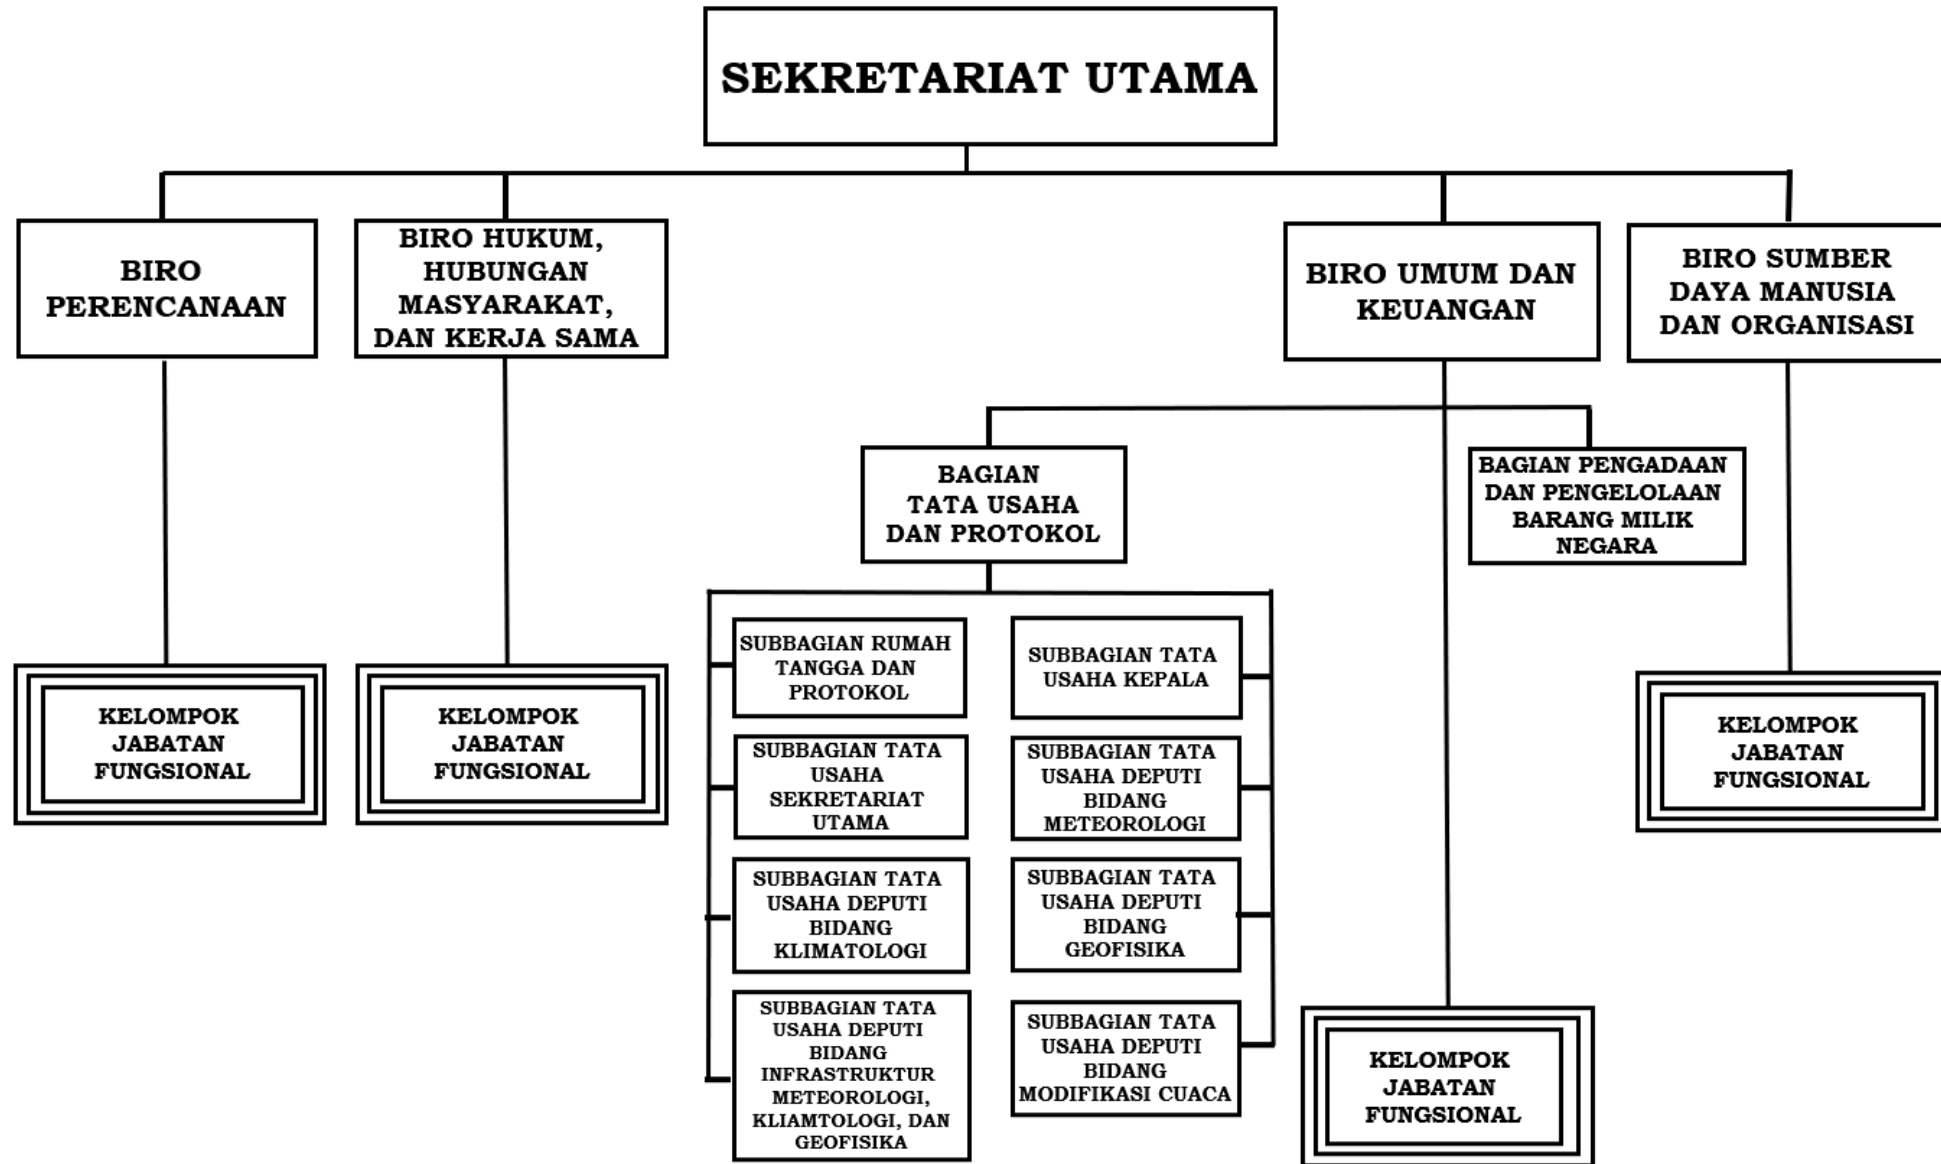 SEKRETARIAT UTAMA
BIRO
PERENCANAAN
BIRO HUKUM,
HUBUNGAN
MASYARAKAT,
DAN KERJA SAMA
BIRO UMUM DAN
KEUANGAN
BIRO SUMBER
DAYA MANUSIA
DAN ORGANISASI
BAGIAN
TATA USAHA
DAN PROTOKOL
BAGIAN PENGADAAN
DAN PENGELOLAAN
BARANG MILIK
NEGARA
SUBBAGIAN RUMAH
TANGGA DAN
PROTOKOL
SUBBAGIAN TATA
USAHA KEPALA
SUBBAGIAN TATA
USAHA
SEKRETARIAT
UTAMA
SUBBAGIAN TATA
USAHA DEPUTI
BIDANG
METEOROLOGI
SUBBAGIAN TATA
USAHA DEPUTI
BIDANG
KLIMATOLOGI
SUBBAGIAN TATA
USAHA DEPUTI
BIDANG
GEOFISIKA
SUBBAGIAN TATA
USAHA DEPUTI
BIDANG
INFRASTRUKTUR
METEOROLOGI,
KLIAMTOLOGI, DAN
GEOFISIKA
SUBBAGIAN TATA
USAHA DEPUTI
BIDANG
MODIFIKASI CUACA
KELOMPOK
JABATAN
FUNGSIONAL
KELOMPOK
JABATAN
FUNGSIONAL
KELOMPOK
JABATAN
FUNGSIONAL
KELOMPOK
JABATAN
FUNGSIONAL